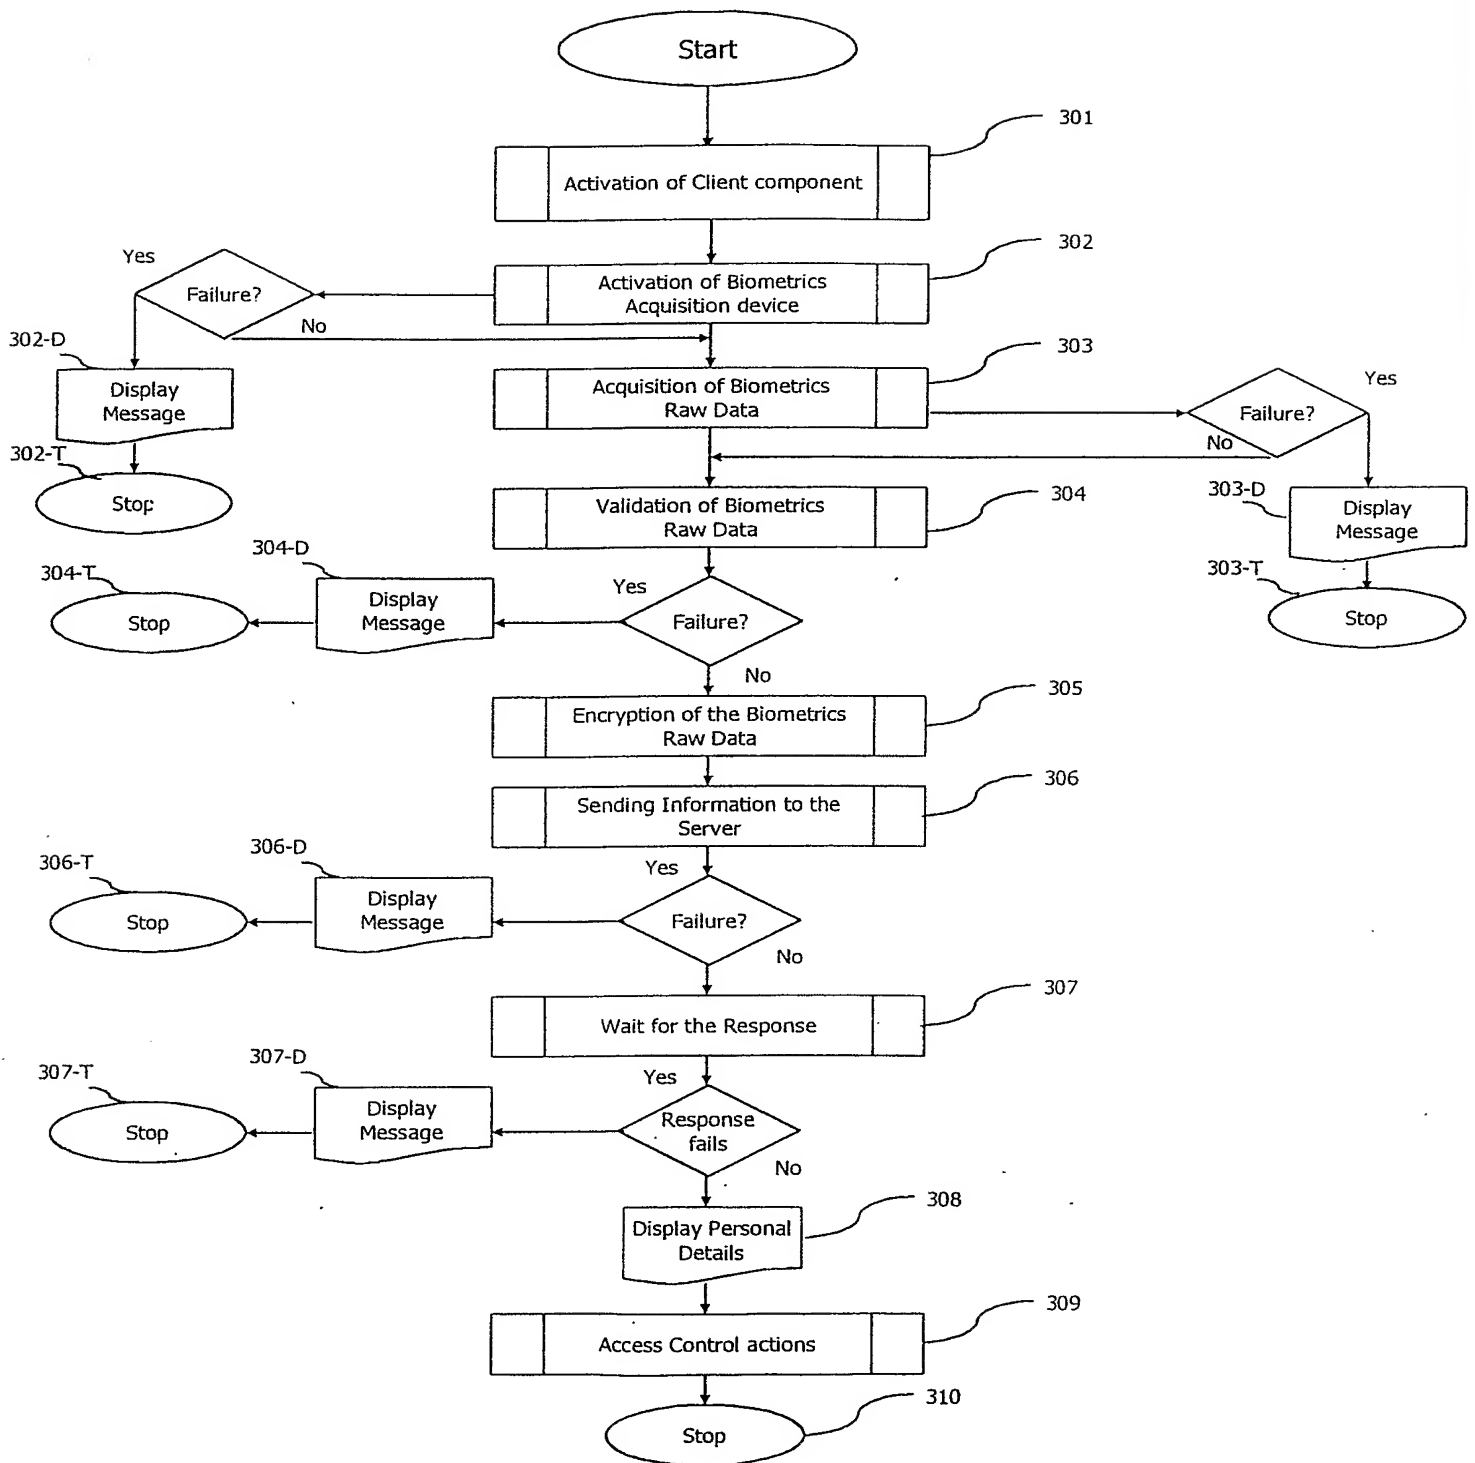 Start
301
Activation of Client component
302
Yes
Failure?
Activation of Biometrics
Acquisition device
No
302-D
303
Display
Message
Acquisition of Biometrics
Raw Data
Yes
Failure?
No
302-T
Stop
304
Validation of Biometrics
Raw Data
303-D
Display
Message
304-D
304-T
Yes
303-T
Stop
Display
Message
Failure?
Stop
No
305
Encryption of the Biometrics
Raw Data
306
Sending Information to the
Server
306-D
306-T
Yes
Stop
Display
Message
Failure?
No
307
Wait for the Response
307-D
307-T
Yes
Stop
Display
Message
Response
fails
No
308
Display Personal
Details
309
Access Control actions
310
Stop